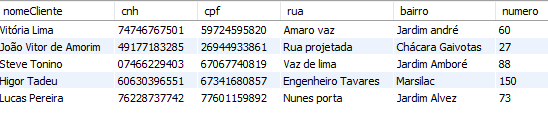 nomeCliente cnh cpf rua bairro numero
Vitória Lima 74746767501 59724595820 Amaro vaz Jardim andré 60
João Vitor de Amorim 49177183285 26944933861 Rua projetada Chácara Gaivotas 27
Steve Tonino 07466229403 67067740819 Vaz de lima Jardim Amboré 88
Higor Tadeu 60630396551 67341680857 Engenheiro Tavares Marsilac 150
Lucas Pereira 76228737742 77601159892 Nunes porta Jardim Alvez 73